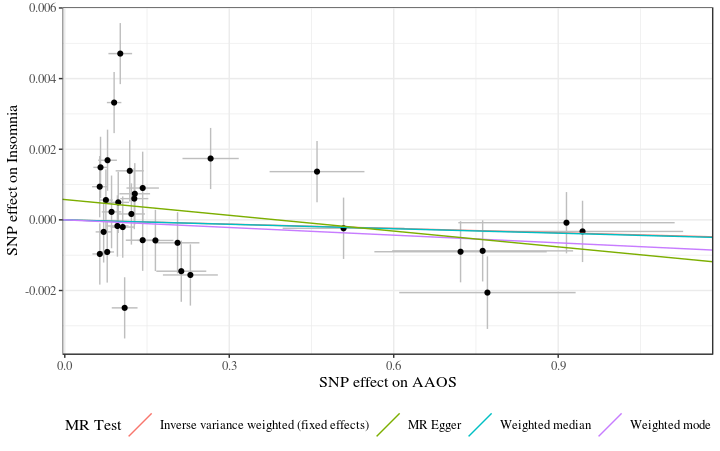 0.006
0.004
0.002
0.000
-0.002
SNP effect on Insomnia
0.0 0.3 0.6 0.9
SNP effect on AAOS
MR Test Inverse variance weighted (fixed effects) MR Egger Weighted median Weighted mode